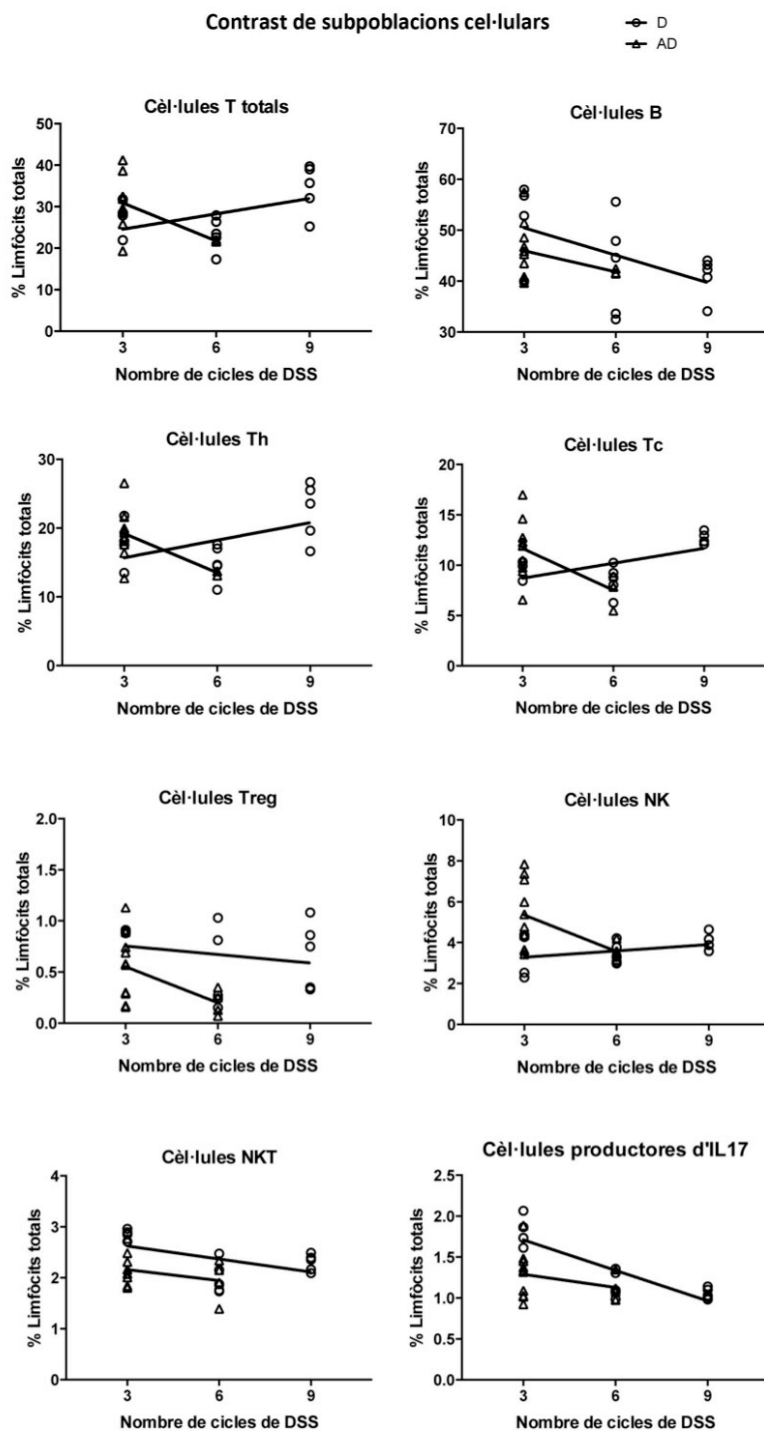 Contrast de subpoblacions cel·lulars
D
AD
Cèl·lules T totals
% Limfòcits totals
50
40
30
20
10
0
3 6 9
Nombre de cicles de DSS
Cèl·lules B
% Limfòcits totals
70
60
50
40
30
3 6 9
Nombre de cicles de DSS
Cèl·lules Th
% Limfòcits totals
30
20
10
0
3 6 9
Nombre de cicles de DSS
Cèl·lules Tc
% Limfòcits totals
20
15
10
5
0
3 6 9
Nombre de cicles de DSS
Cèl·lules Treg
% Limfòcits totals
2.0
1.5
1.0
0.5
0.0
3 6 9
Nombre de cicles de DSS
Cèl·lules NK
% Limfòcits totals
10
8
6
4
2
0
3 6 9
Nombre de cicles de DSS
Cèl·lules NKT
% Limfòcits totals
4
3
2
1
0
3 6 9
Nombre de cicles de DSS
Cèl·lules productores d'IL17
% Limfòcits totals
2.5
2.0
1.5
1.0
0.5
0.0
3 6 9
Nombre de cicles de DSS